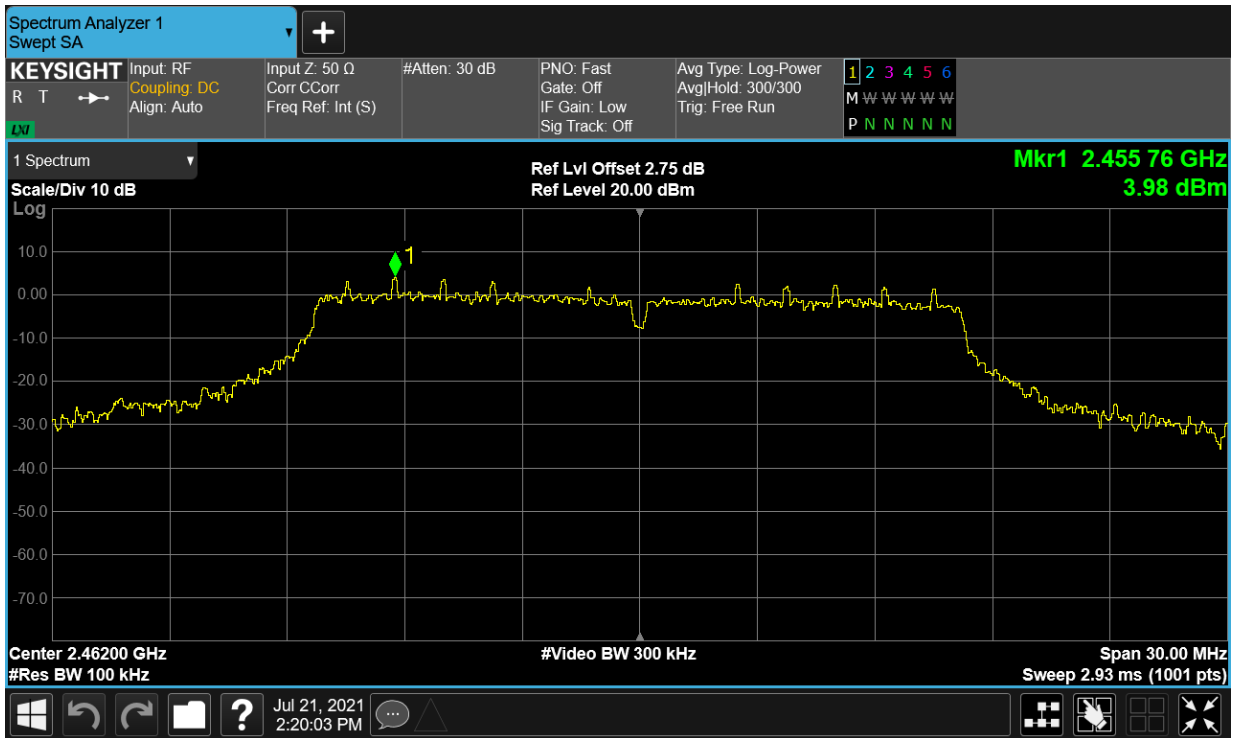 Spectrum Analyzer 1
Swept SA
+
KEYSIGHT
R T
LXI
Input: RF
Coupling: DC
Align: Auto
Input Z: 50 Ω
Corr CCorr
Freq Ref: Int (S)
#Atten: 30 dB
PNO: Fast
Gate: Off
IF Gain: Low
Sig Track: Off
Avg Type: Log-Power
Avg|Hold: 300/300
Trig: Free Run
1 2 3 4 5 6
M W W W W W
P N N N N N
1 Spectrum
Scale/Div 10 dB
Log
Ref Lvl Offset 2.75 dB
Ref Level 20.00 dBm
Mkr1 2.455 76 GHz
3.98 dBm
1
10.0
0.00
-10.0
-20.0
-30.0
-40.0
-50.0
-60.0
-70.0
Center 2.46200 GHz
#Res BW 100 kHz
#Video BW 300 kHz
Span 30.00 MHz
Sweep 2.93 ms (1001 pts)
?
Jul 21, 2021
2:20:03 PM